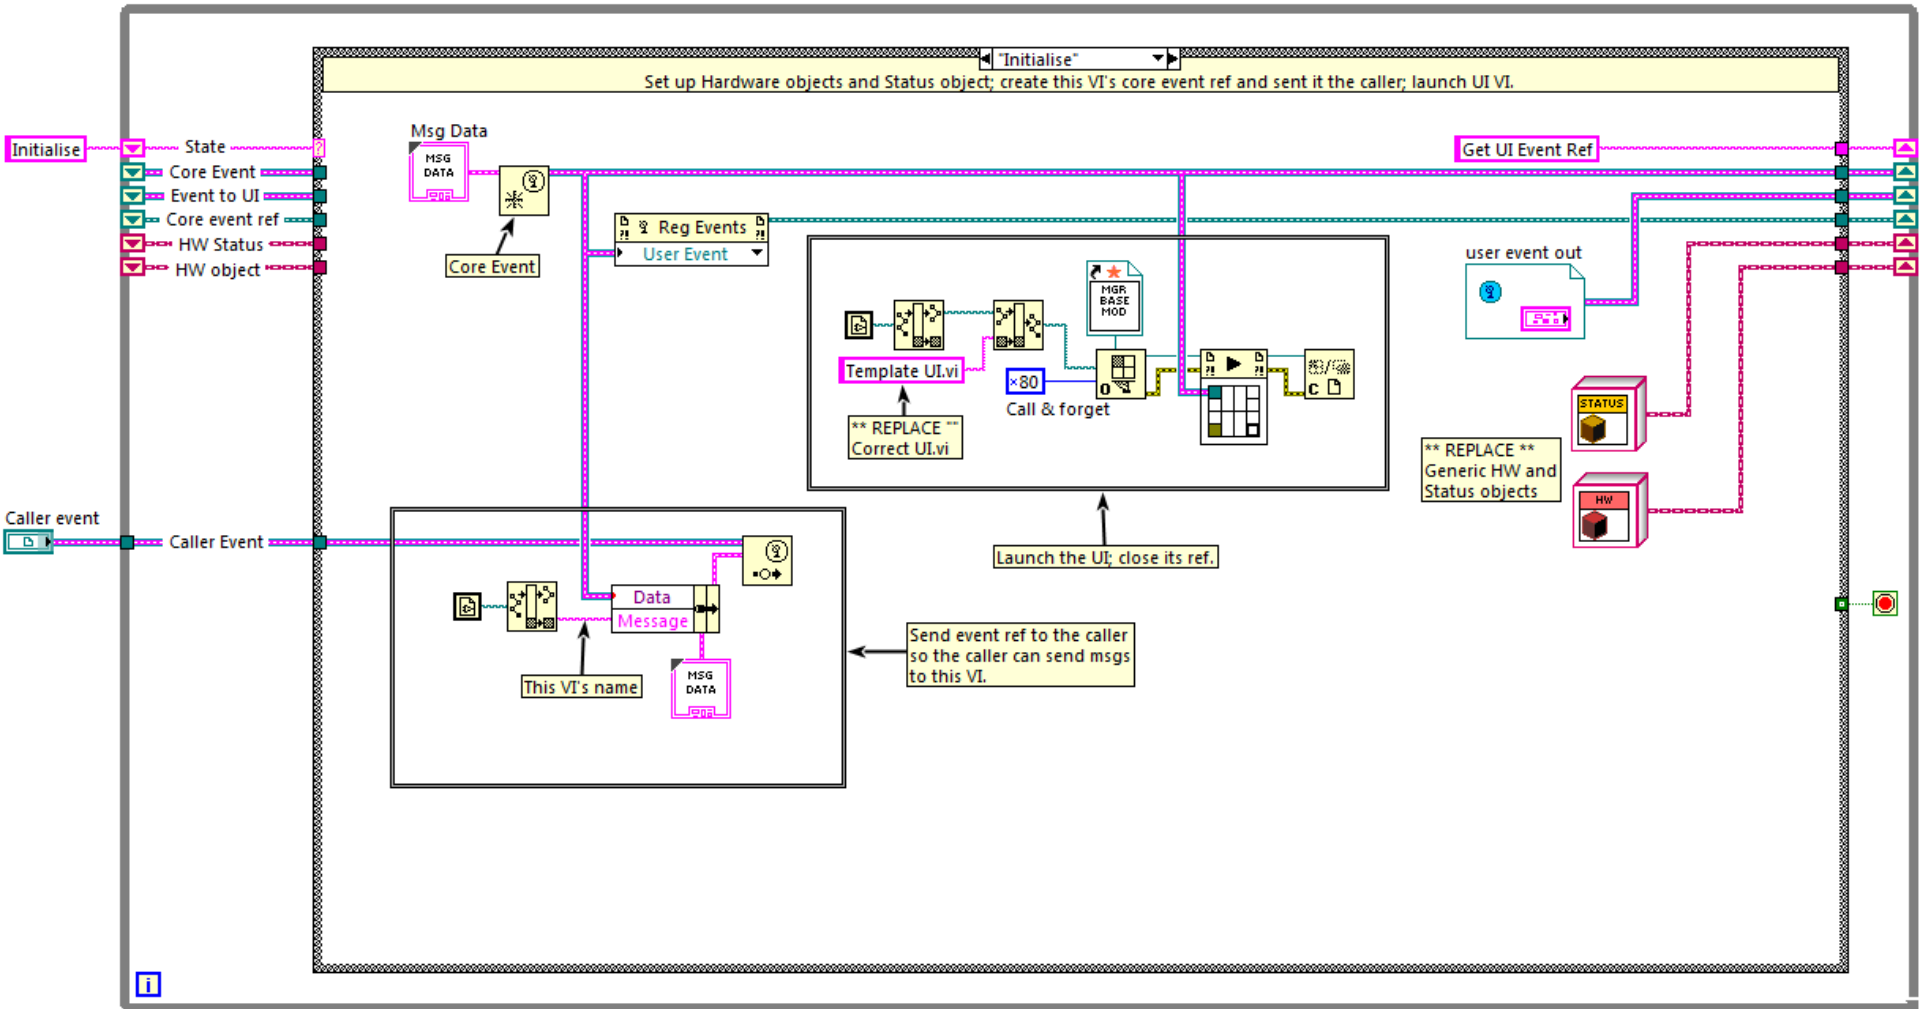 "Initialise"
Set up Hardware objects and Status object; create this VI's core event ref and sent it the caller; launch UI VI.
Initialise
State
Core Event
Event to UI
Core event ref
HW Status
HW object
?
Msg Data
MSG
DATA
Core Event
Reg Events
User Event
Get UI Event Ref
user event out
MGR
BASE
MOD
Template UI.vi
×80
Call & forget
** REPLACE ""
Correct UI.vi
STATUS
** REPLACE **
Generic HW and
Status objects
HW
Launch the UI; close its ref.
Caller event
Caller Event
Data
Message
This VI's name
MSG
DATA
Send event ref to the caller
so the caller can send msgs
to this VI.
i